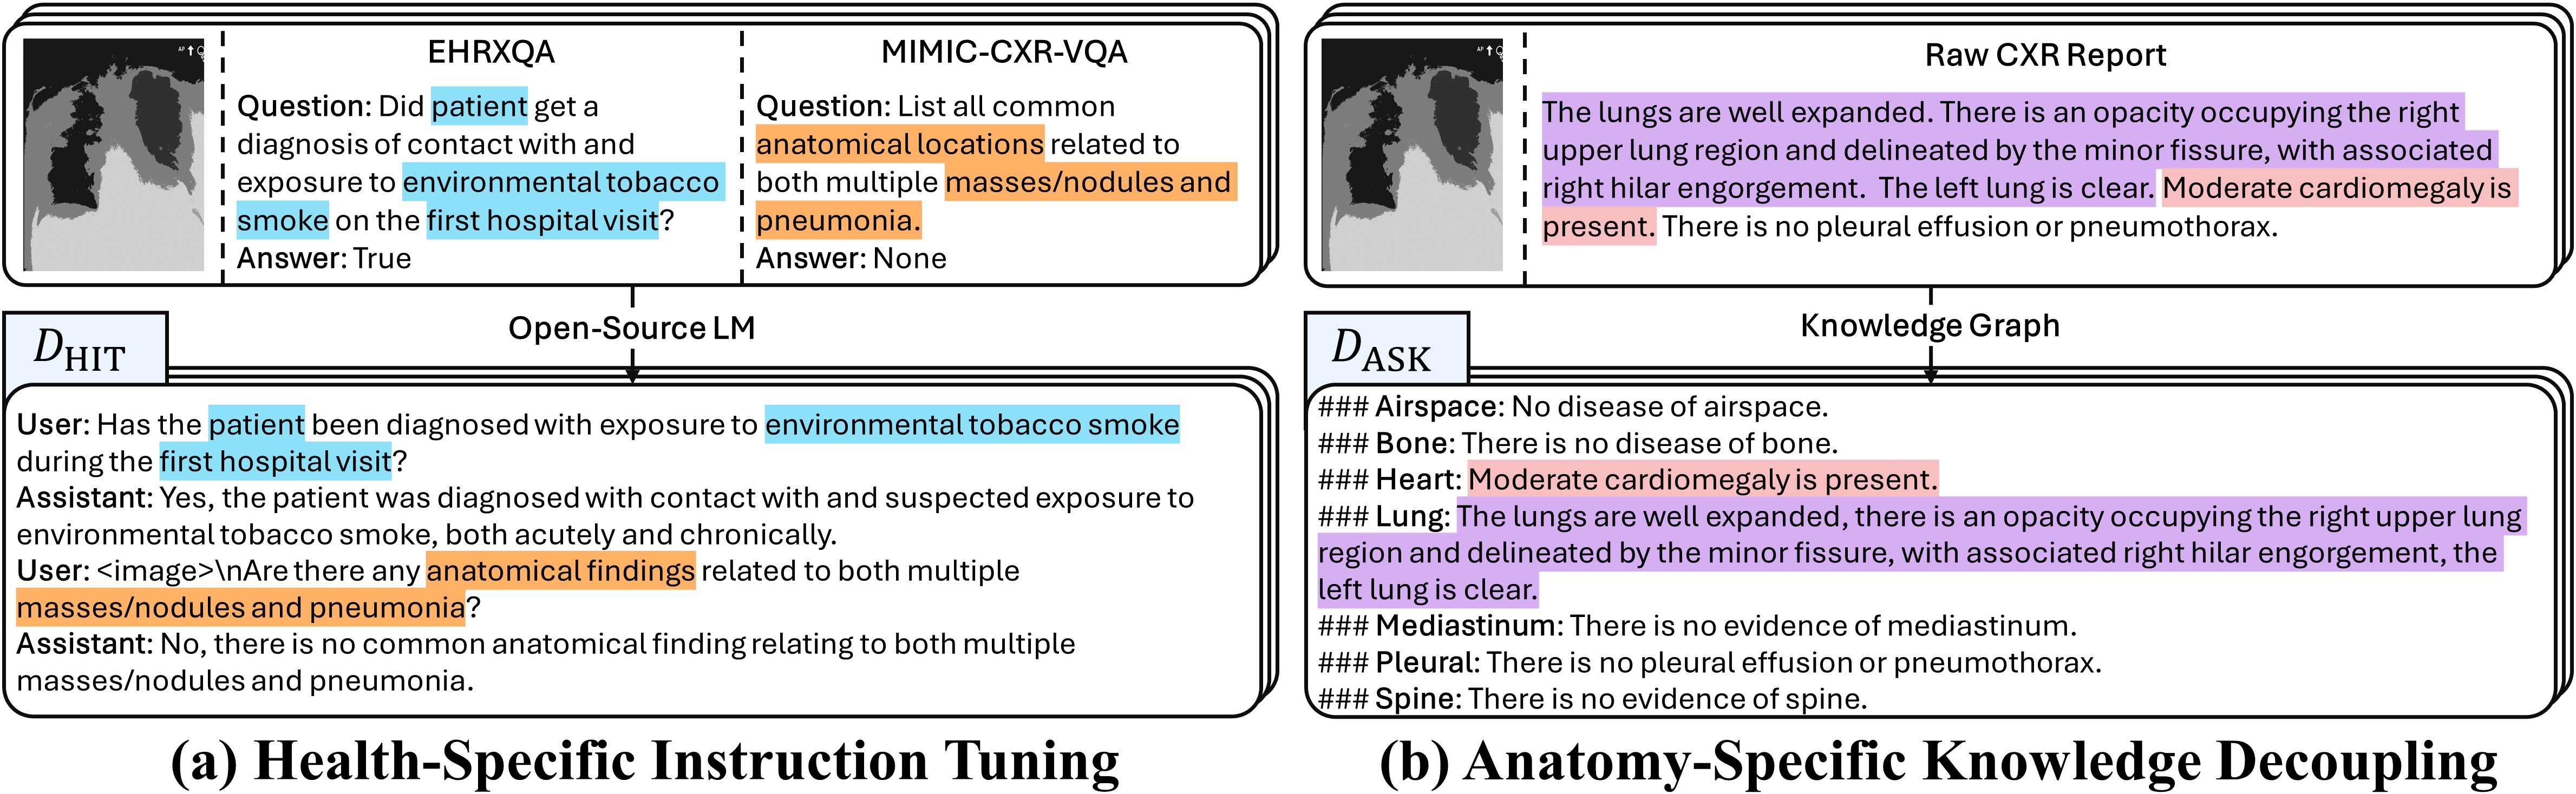 AP
EHRXQA
Question: Did patient get a
diagnosis of contact with and
exposure to environmental tobacco
smoke on the first hospital visit?
Answer: True
MIMIC-CXR-VQA
Question: List all common
anatomical locations related to
both multiple masses/nodules and
pneumonia.
Answer: None
Open-Source LM
D_HIT
User: Has the patient been diagnosed with exposure to environmental tobacco smoke
during the first hospital visit?
Assistant: Yes, the patient was diagnosed with contact with and suspected exposure to
environmental tobacco smoke, both acutely and chronically.
User: <image>\nAre there any anatomical findings related to both multiple
masses/nodules and pneumonia?
Assistant: No, there is no common anatomical finding relating to both multiple
masses/nodules and pneumonia.
(a) Health-Specific Instruction Tuning
AP
Raw CXR Report
The lungs are well expanded. There is an opacity occupying the right
upper lung region and delineated by the minor fissure, with associated
right hilar engorgement. The left lung is clear. Moderate cardiomegaly is
present. There is no pleural effusion or pneumothorax.
Knowledge Graph
D_ASK
### Airspace: No disease of airspace.
### Bone: There is no disease of bone.
### Heart: Moderate cardiomegaly is present.
### Lung: The lungs are well expanded, there is an opacity occupying the right upper lung
region and delineated by the minor fissure, with associated right hilar engorgement, the
left lung is clear.
### Mediastinum: There is no evidence of mediastinum.
### Pleural: There is no pleural effusion or pneumothorax.
### Spine: There is no evidence of spine.
(b) Anatomy-Specific Knowledge Decoupling